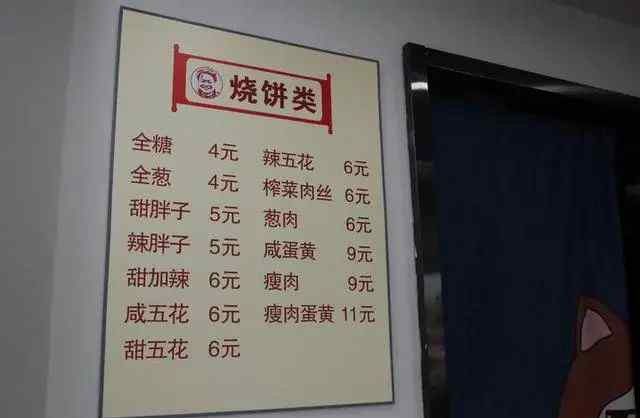 烧饼类
全糖 4元
全葱 4元
甜胖子 5元
辣胖子 5元
甜加辣 6元
咸五花 6元
甜五花 6元
辣五花 6元
榨菜肉丝 6元
葱肉 6元
咸蛋黄 9元
瘦肉 9元
瘦肉蛋黄 11元